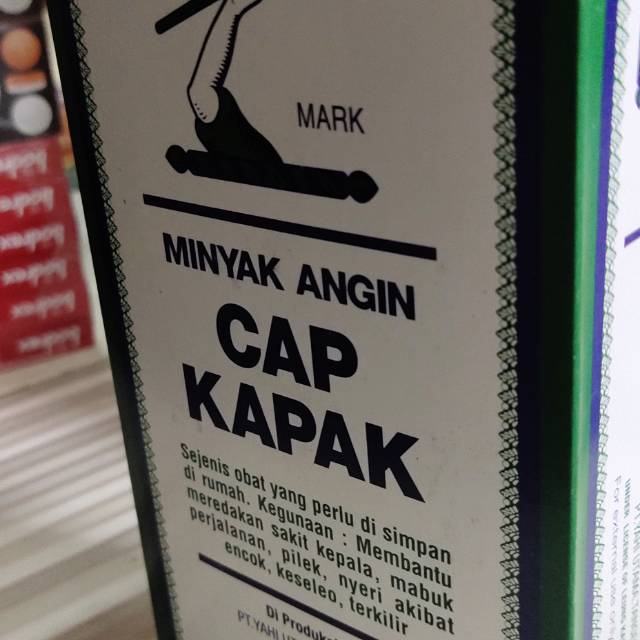 MARK
MINYAK ANGIN
CAP
KAPAK
Sejenis obat yang perlu di simpan
di rumah. Kegunaan : Membantu
meredakan sakit kepala, mabuk
perjalanan, pilek, nyeri akibat
encok, keseleo, terkilir
Di